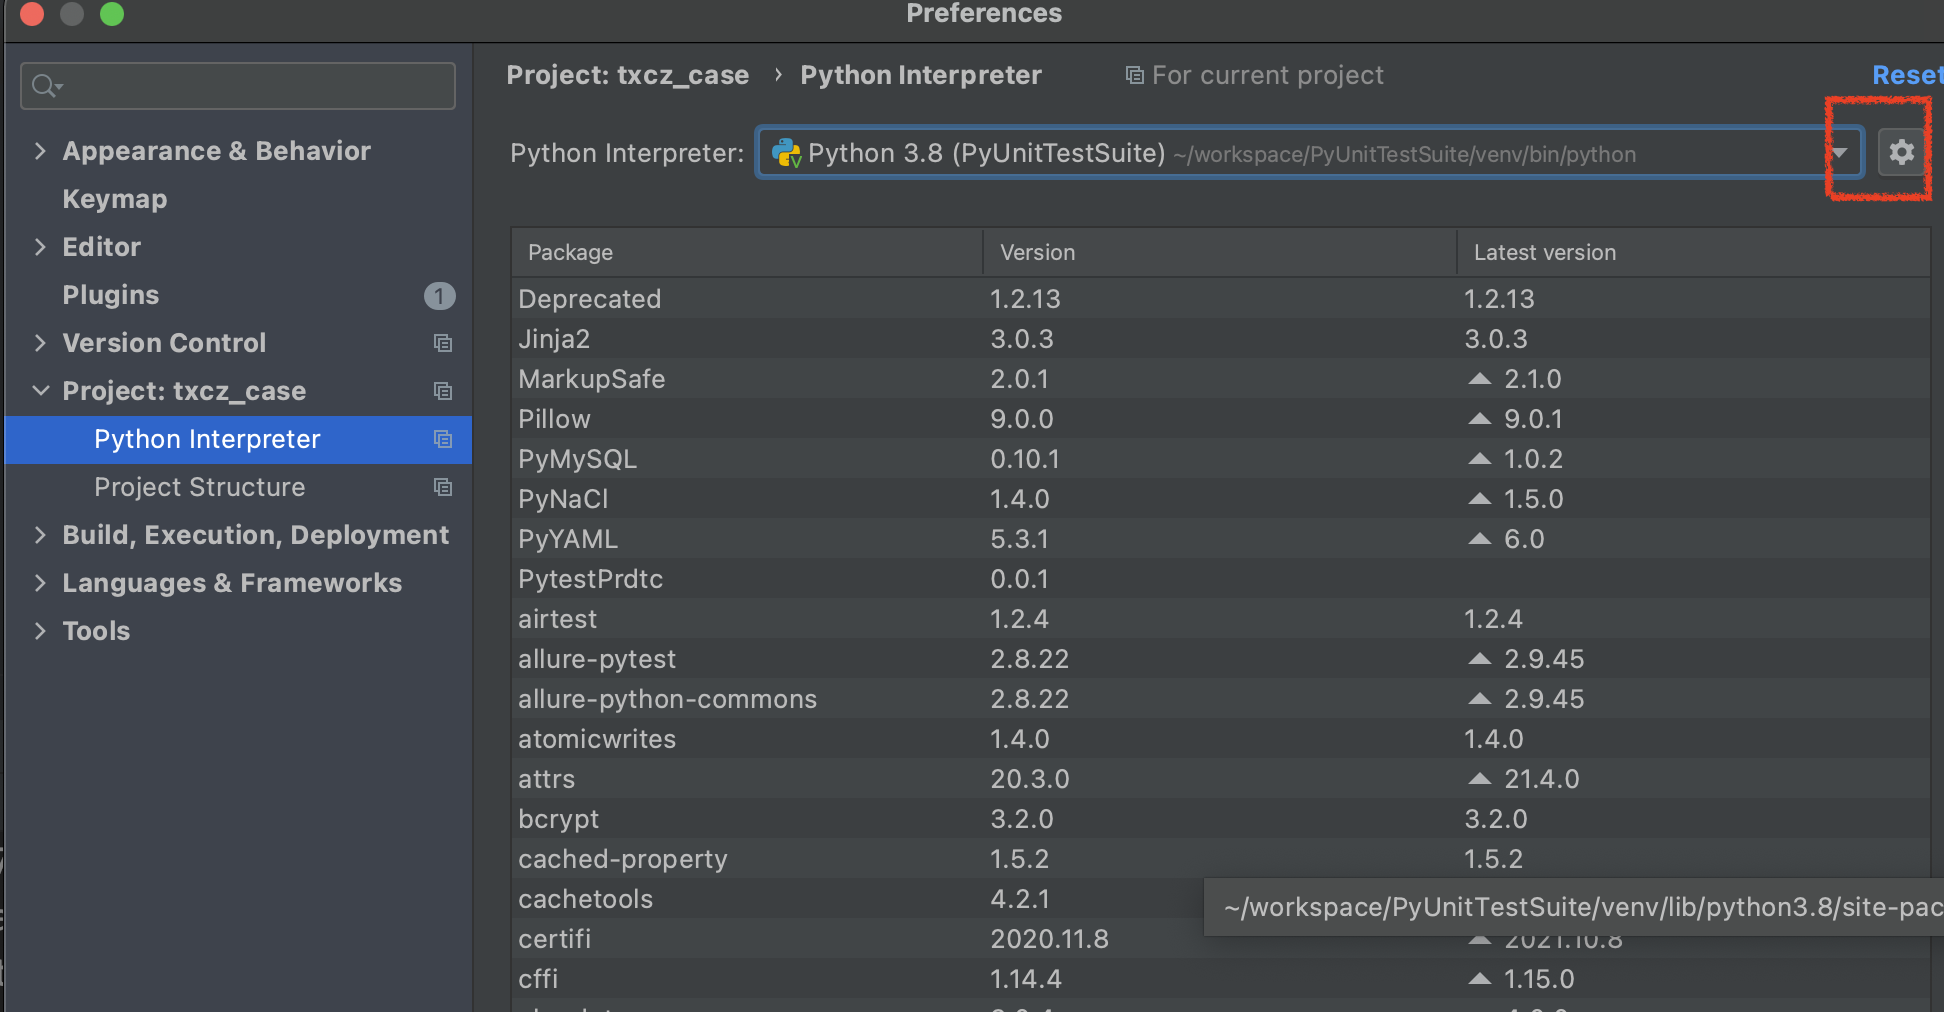 Preferences
Project: txcz_case › Python Interpreter For current project Reset
Python Interpreter: Python 3.8 (PyUnitTestSuite) ~/workspace/PyUnitTestSuite/venv/bin/python
Appearance & Behavior
Keymap
Editor
Plugins 1
Version Control
Project: txcz_case
Python Interpreter
Project Structure
Build, Execution, Deployment
Languages & Frameworks
Tools
Package Version Latest version
Deprecated 1.2.13 1.2.13
Jinja2 3.0.3 3.0.3
MarkupSafe 2.0.1 2.1.0
Pillow 9.0.0 9.0.1
PyMySQL 0.10.1 1.0.2
PyNaCl 1.4.0 1.5.0
PyYAML 5.3.1 6.0
PytestPrdtc 0.0.1
airtest 1.2.4 1.2.4
allure-pytest 2.8.22 2.9.45
allure-python-commons 2.8.22 2.9.45
atomicwrites 1.4.0 1.4.0
attrs 20.3.0 21.4.0
bcrypt 3.2.0 3.2.0
cached-property 1.5.2 1.5.2
cachetools 4.2.1
~/workspace/PyUnitTestSuite/venv/lib/python3.8/site-pac
certifi 2020.11.8 2021.10.8
cffi 1.14.4 1.15.0